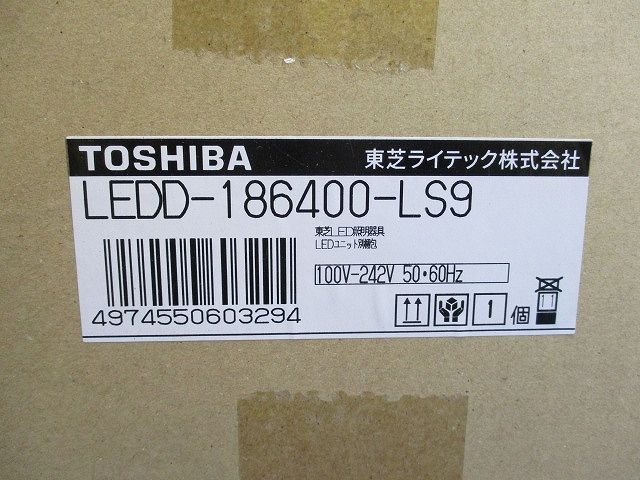 TOSHIBA 東芝ライテック株式会社
LEDD-186400-LS9
東芝LED照明器具
LEDユニット別梱包
100V-242V 50・60Hz
4974550603294
1 個
11